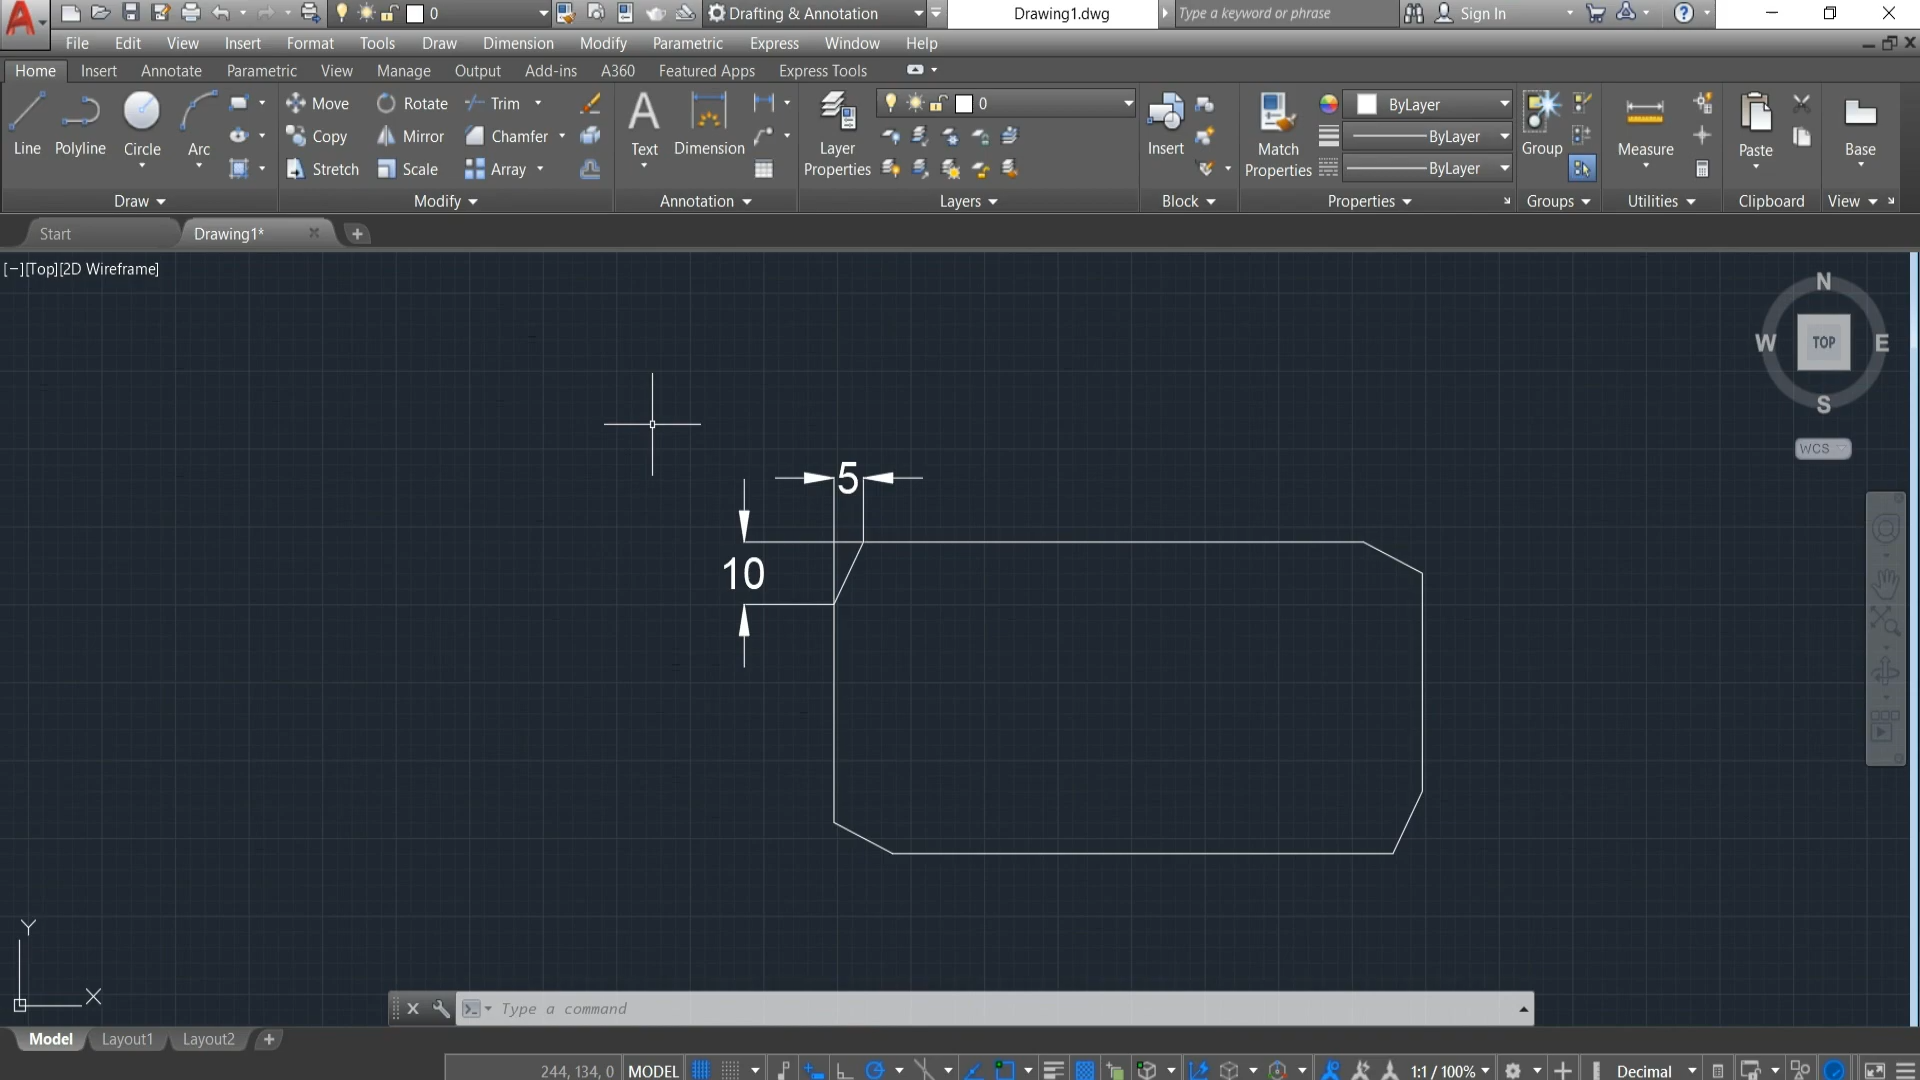 0 Drafting & Annotation Drawing1.dwg Type a keyword or phrase Sign In
File Edit View Insert Format Tools Draw Dimension Modify Parametric Express Window Help
Home Insert Annotate Parametric View Manage Output Add-ins A360 Featured Apps Express Tools
Move Rotate Trim 0 ByLayer
Line Polyline Circle Arc Copy Mirror Chamfer Text Dimension Layer Properties Insert Match Properties ByLayer Group Measure Paste Base
Stretch Scale Array ByLayer
Draw Modify Annotation Layers Block Properties Groups Utilities Clipboard View
Start Drawing1*
[−][Top][2D Wireframe]
N
W TOP E
S
WCS
5
10
Y
X
Type a command
Model Layout1 Layout2
244, 134, 0 MODEL 1:1 / 100% Decimal